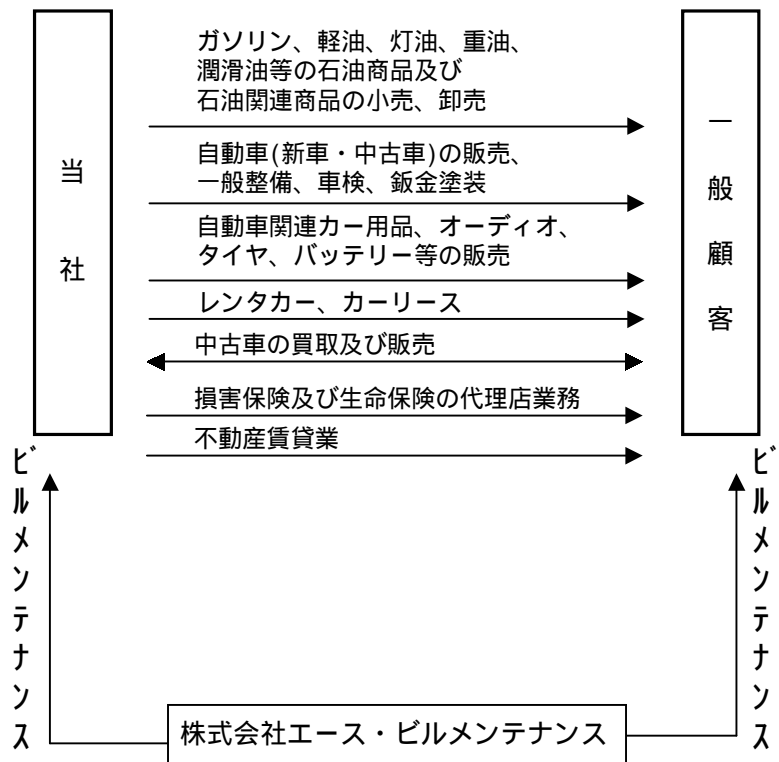 当社
ガソリン、軽油、灯油、重油、
潤滑油等の石油商品及び
石油関連商品の小売、卸売
自動車(新車・中古車)の販売、
一般整備、車検、鈑金塗装
自動車関連カー用品、オーディオ、
タイヤ、バッテリー等の販売
レンタカー、カーリース
中古車の買取及び販売
損害保険及び生命保険の代理店業務
不動産賃貸業
一般顧客
ビルメンテナンス
ビルメンテナンス
株式会社エース・ビルメンテナンス